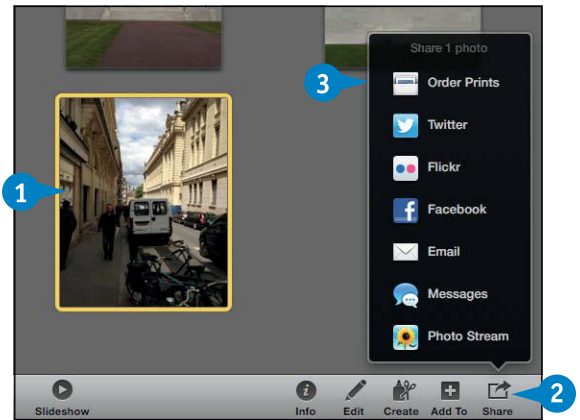 Share 1 photo
3
Order Prints
Twitter
Flickr
f
Facebook
Email
1
Messages
Photo Stream
2
Slideshow
i
Info
Edit
Create
Add To
Share